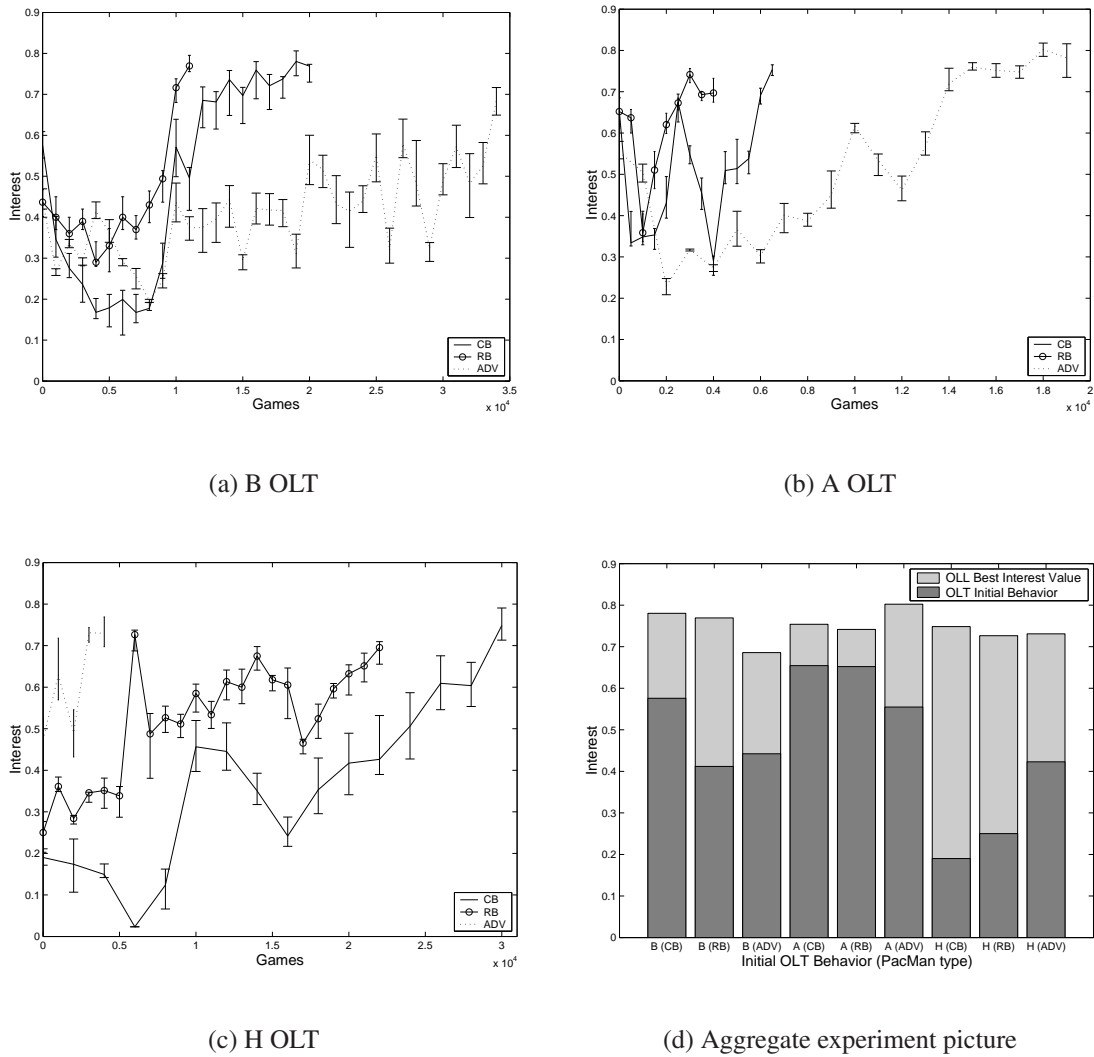 0.9
0.8
0.7
0.6
0.5
0.4
0.3
0.2
0.1
0
Interest
0 0.5 1 1.5 2 2.5 3 3.5
x 10^4
Games
CB
RB
ADV
(a) B OLT
0.9
0.8
0.7
0.6
0.5
0.4
0.3
0.2
0.1
0
Interest
0 0.2 0.4 0.6 0.8 1 1.2 1.4 1.6 1.8 2
x 10^4
Games
CB
RB
ADV
(b) A OLT
0.9
0.8
0.7
0.6
0.5
0.4
0.3
0.2
0.1
0
Interest
0 0.5 1 1.5 2 2.5 3
x 10^4
Games
CB
RB
ADV
(c) H OLT
0.9
0.8
0.7
0.6
0.5
0.4
0.3
0.2
0.1
0
Interest
OLL Best Interest Value
OLT Initial Behavior
B (CB) B (RB) B (ADV) A (CB) A (RB) A (ADV) H (CB) H (RB) H (ADV)
Initial OLT Behavior (PacMan type)
(d) Aggregate experiment picture